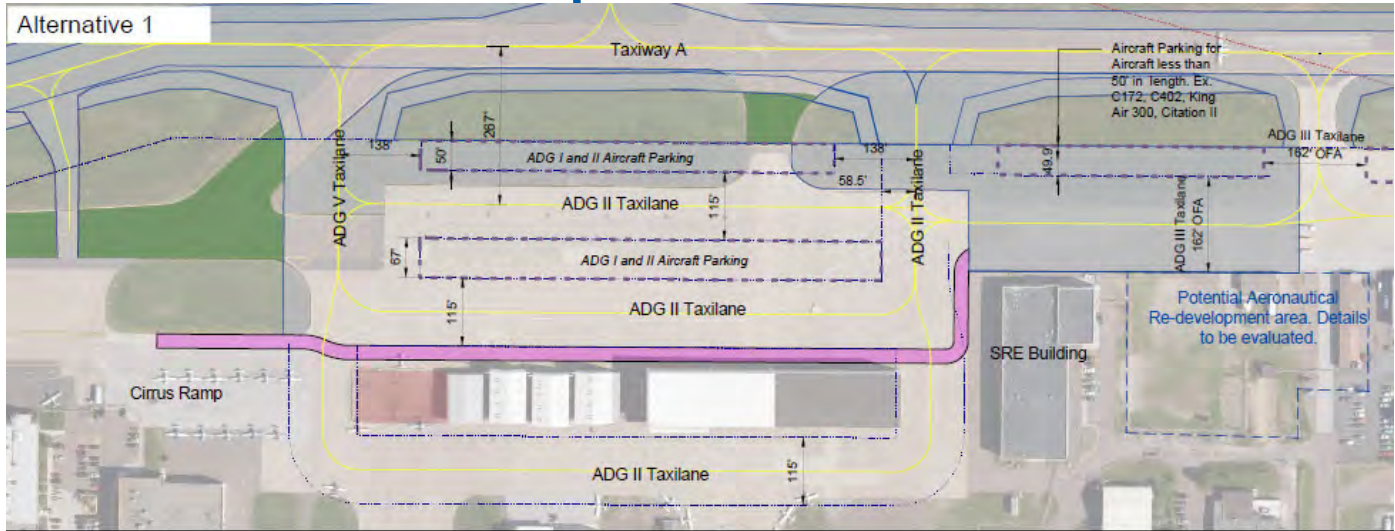 Alternative 1
Taxiway A
Aircraft Parking for
Aircraft less than
50' in length. Ex.
C172, C402, King
Air 300, Citation II
267'
138'
50'
ADG I and II Aircraft Parking
138'
49.9'
ADG III Taxilane
162' OFA
ADG V Taxilane
58.5'
ADG II Taxilane
115'
ADG II Taxilane
ADG III Taxilane
162' OFA
67'
ADG I and II Aircraft Parking
115'
ADG II Taxilane
Potential Aeronautical
Re-development area. Details
to be evaluated.
SRE Building
Cirrus Ramp
ADG II Taxilane
115'